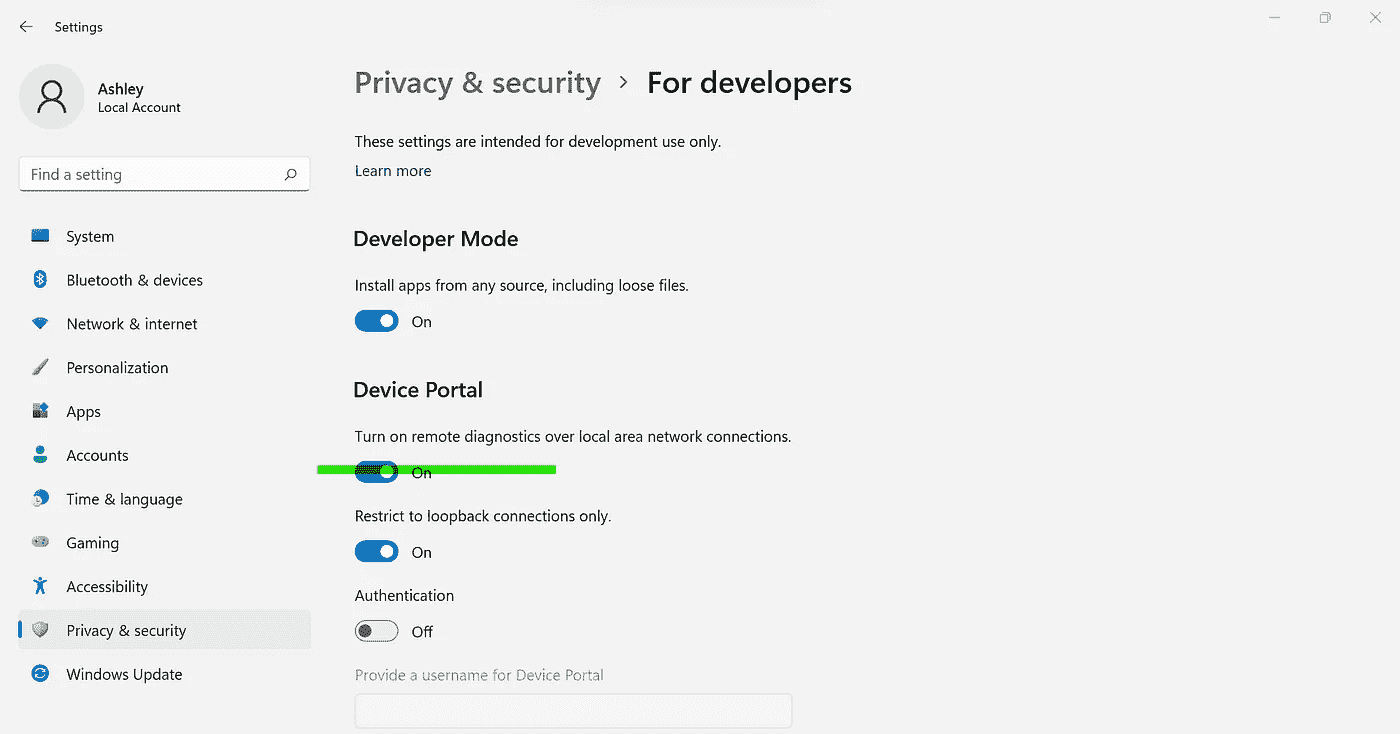 Settings
Ashley
Local Account
Find a setting
System
Bluetooth & devices
Network & internet
Personalization
Apps
Accounts
Time & language
Gaming
Accessibility
Privacy & security
Windows Update
Privacy & security > For developers
These settings are intended for development use only.
Learn more
Developer Mode
Install apps from any source, including loose files.
On
Device Portal
Turn on remote diagnostics over local area network connections.
On
Restrict to loopback connections only.
On
Authentication
Off
Provide a username for Device Portal